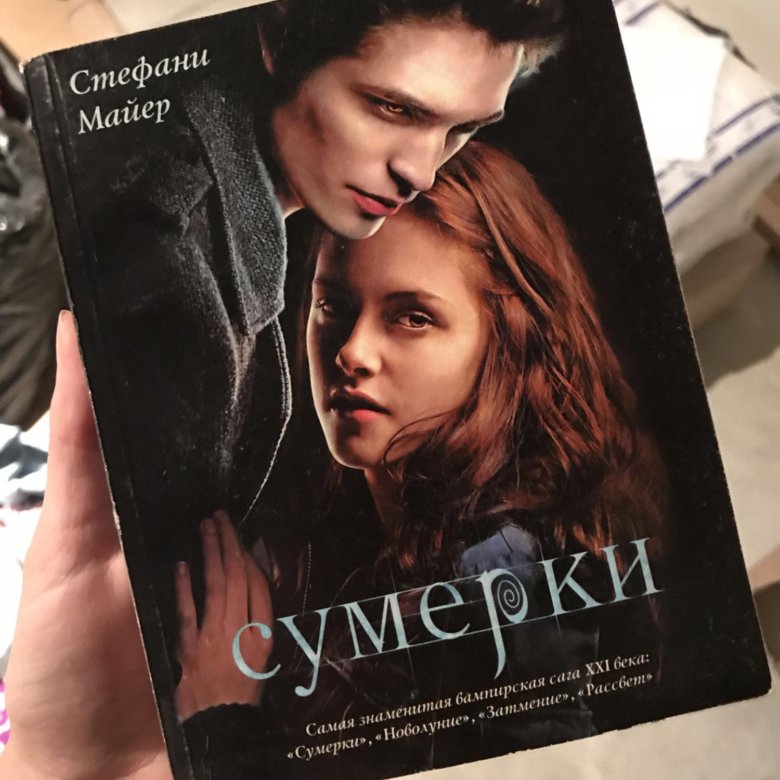 Стефани
Майер
сумерки
Самая знаменитая вампирская сага XXI века:
«Сумерки», «Новолуние», «Затмение», «Рассвет»